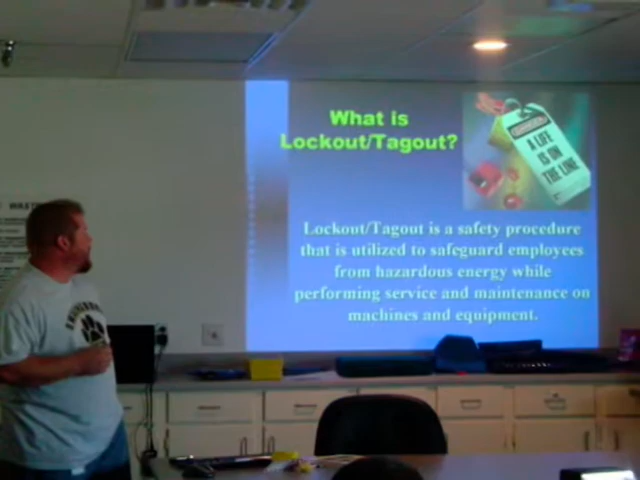 What is
Lockout/Tagout?
DANGER
A LIFE
IS ON
THE LINE
Lockout/Tagout is a safety procedure
that is utilized to safeguard employees
from hazardous energy while
performing service and maintenance on
machines and equipment.